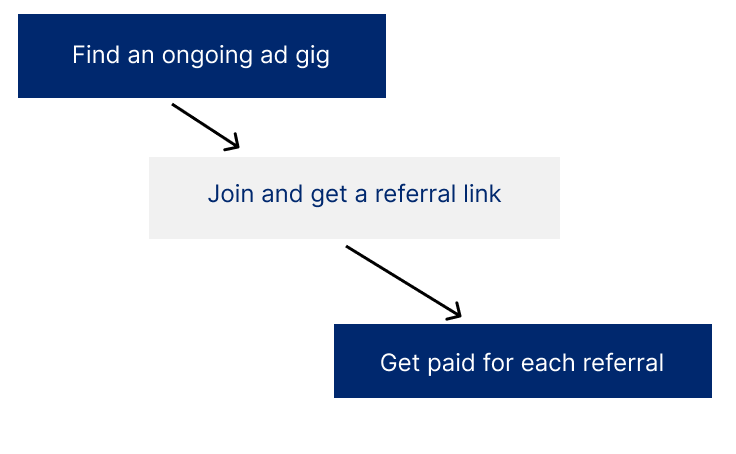 Find an ongoing ad gig
Join and get a referral link
Get paid for each referral